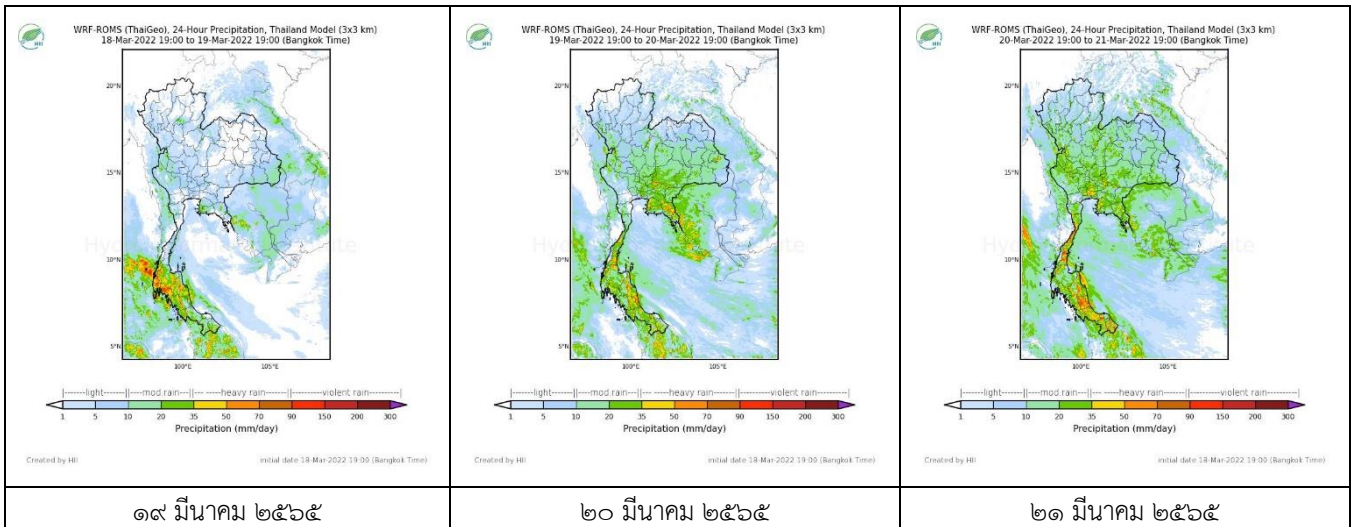 HII
WRF-ROMS (ThaiGeo), 24-Hour Precipitation, Thailand Model (3x3 km)
18-Mar-2022 19:00 to 19-Mar-2022 19:00 (Bangkok Time)
20°N
15°N
10°N
5°N
100°E 105°E
|-------light-------||----mod.rain---||--- -----heavy rain---||------violent rain---------|
1 5 10 20 35 50 70 90 150 200 300
Precipitation (mm/day)
Created by HII initial date 18-Mar-2022 19:00 (Bangkok Time)
๑๙ มีนาคม ๒๕๖๕
HII
WRF-ROMS (ThaiGeo), 24-Hour Precipitation, Thailand Model (3x3 km)
19-Mar-2022 19:00 to 20-Mar-2022 19:00 (Bangkok Time)
20°N
15°N
10°N
5°N
100°E 105°E
|-------light-------||----mod.rain---||--- -----heavy rain---||------violent rain---------|
1 5 10 20 35 50 70 90 150 200 300
Precipitation (mm/day)
Created by HII initial date 18-Mar-2022 19:00 (Bangkok Time)
๒๐ มีนาคม ๒๕๖๕
HII
WRF-ROMS (ThaiGeo), 24-Hour Precipitation, Thailand Model (3x3 km)
20-Mar-2022 19:00 to 21-Mar-2022 19:00 (Bangkok Time)
20°N
15°N
10°N
5°N
100°E 105°E
|-------light-------||----mod.rain---||--- -----heavy rain---||------violent rain---------|
1 5 10 20 35 50 70 90 150 200 300
Precipitation (mm/day)
Created by HII initial date 18-Mar-2022 19:00 (Bangkok Time)
๒๑ มีนาคม ๒๕๖๕